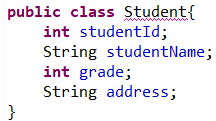 public class Student{
    int studentId;
    String studentName;
    int grade;
    String address;
}